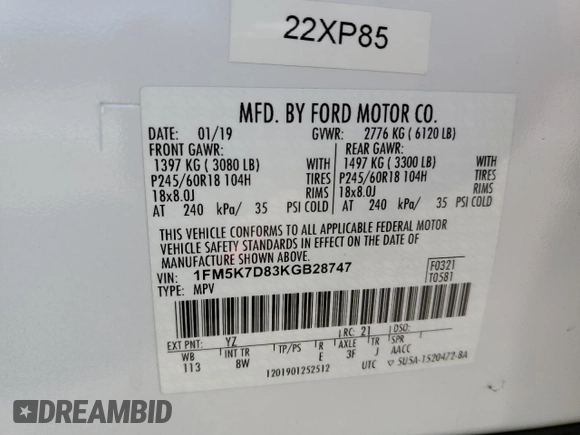 22XP85
MFD. BY FORD MOTOR CO.
DATE: 01/19 GVWR: 2776 KG ( 6120 LB)
FRONT GAWR: REAR GAWR:
1397 KG ( 3080 LB) WITH 1497 KG ( 3300 LB) WITH
P245/60R18 104H TIRES P245/60R18 104H TIRES
18x8.0J RIMS 18x8.0J RIMS
AT 240 kPa/ 35 PSI COLD AT 240 kPa/ 35 PSI COLD
THIS VEHICLE CONFORMS TO ALL APPLICABLE FEDERAL MOTOR
VEHICLE SAFETY STANDARDS IN EFFECT ON THE DATE OF
MANUFACTURE SHOWN ABOVE.
VIN: 1FM5K7D83KGB28747 F0321
TYPE: MPV T0581
EXT PNT: YZ RC: 21 DSO:
WB INT TR TP/PS R AXLE TR SPR
113 8W E 3F J AACC
1201901252512 UTC 5U5A-1520472-BA
DREAMBID